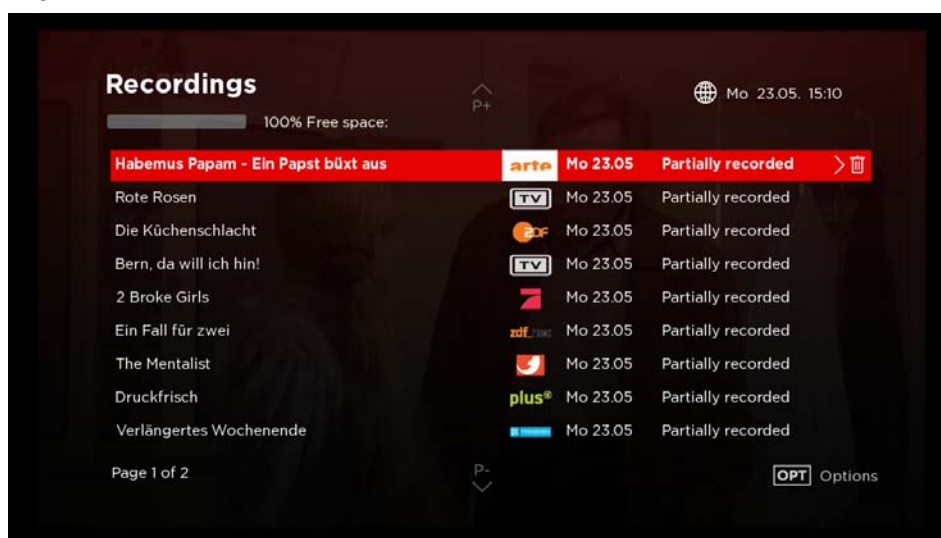 Recordings
P+
Mo 23.05. 15:10
100% Free space:
Habemus Papam - Ein Papst büxt aus arte Mo 23.05 Partially recorded
Rote Rosen TV Mo 23.05 Partially recorded
Die Küchenschlacht ZDF Mo 23.05 Partially recorded
Bern, da will ich hin! TV Mo 23.05 Partially recorded
2 Broke Girls Mo 23.05 Partially recorded
Ein Fall für zwei zdf_neo Mo 23.05 Partially recorded
The Mentalist Mo 23.05 Partially recorded
Druckfrisch plus Mo 23.05 Partially recorded
Verlängertes Wochenende Mo 23.05 Partially recorded
Page 1 of 2
P-
OPT Options